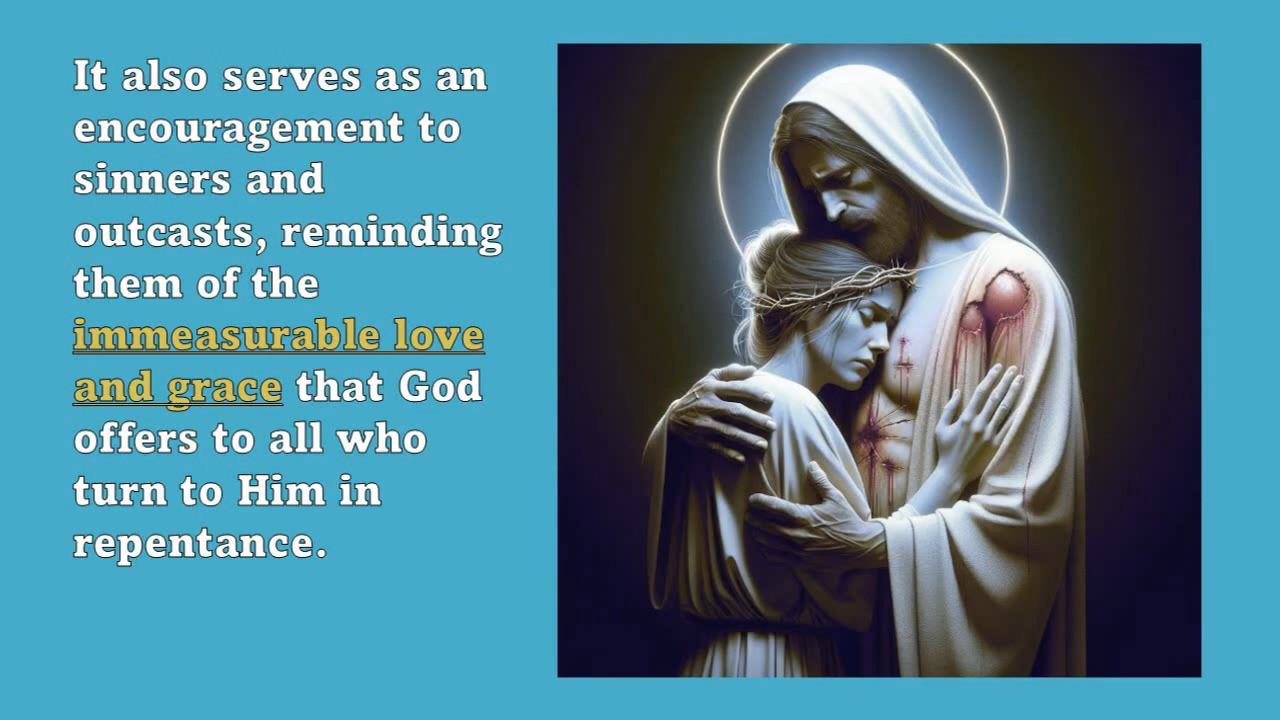 It also serves as an
encouragement to
sinners and
outcasts, reminding
them of the
immeasurable love
and grace that God
offers to all who
turn to Him in
repentance.